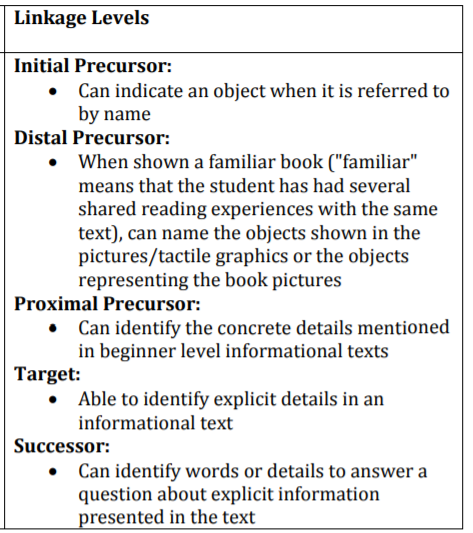 Linkage Levels
Initial Precursor:
• Can indicate an object when it is referred to
by name
Distal Precursor:
• When shown a familiar book ("familiar"
means that the student has had several
shared reading experiences with the same
text), can name the objects shown in the
pictures/tactile graphics or the objects
representing the book pictures
Proximal Precursor:
• Can identify the concrete details mentioned
in beginner level informational texts
Target:
• Able to identify explicit details in an
informational text
Successor:
• Can identify words or details to answer a
question about explicit information
presented in the text